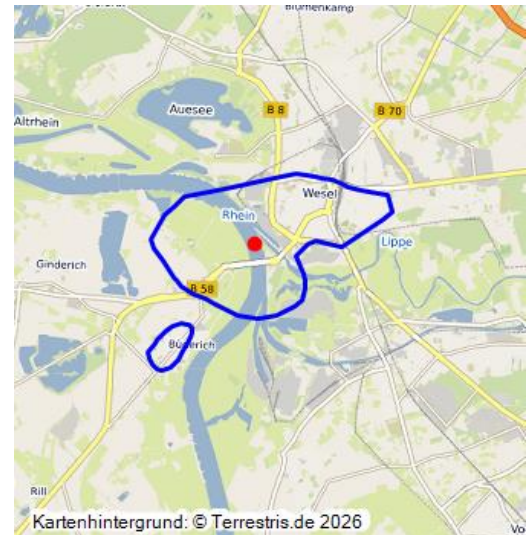 Blumenkamp
Auesee
B 8
B 70
Altrhein
Wesel
Rhein
Lippe
Ginderich
B 58
Büderich
Rill
Kartenhintergrund: © Terrestris.de 2026